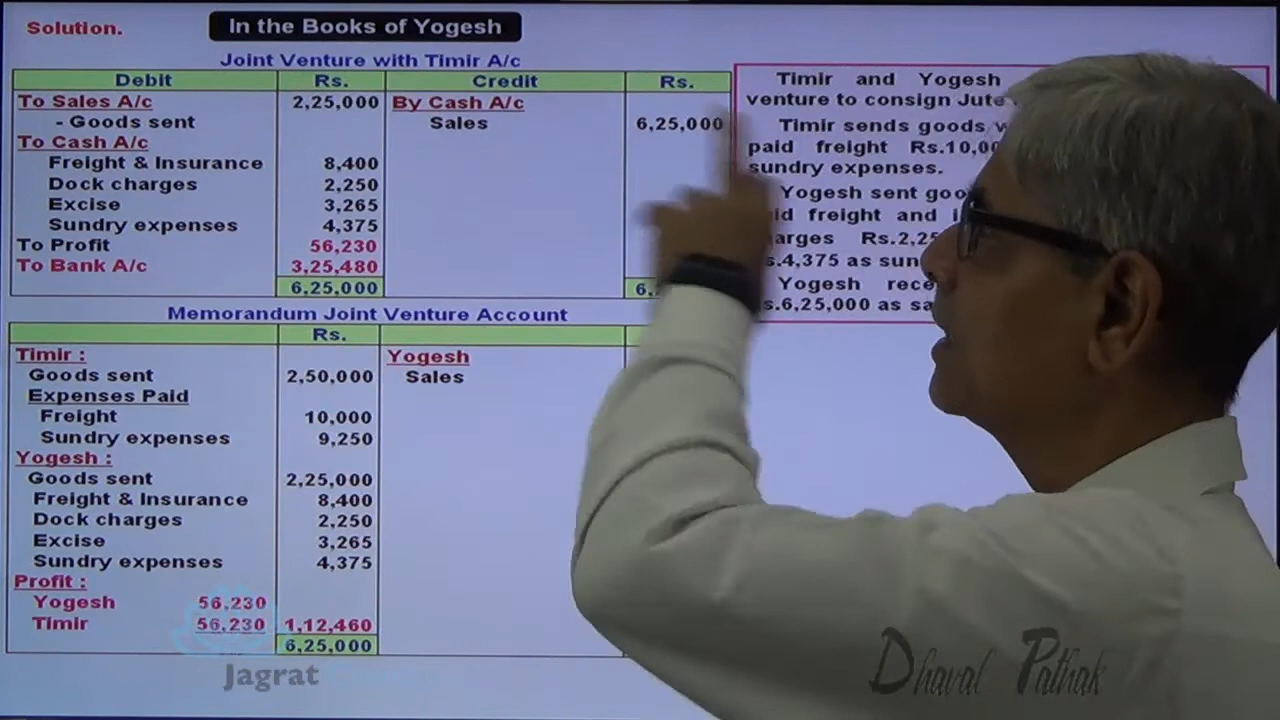 Solution.
In the Books of Yogesh
Joint Venture with Timir A/c
Debit Rs. Credit Rs.
To Sales A/c 2,25,000 By Cash A/c
- Goods sent Sales 6,25,000
To Cash A/c
Freight & Insurance 8,400
Dock charges 2,250
Excise 3,265
Sundry expenses 4,375
To Profit 56,230
To Bank A/c 3,25,480
6,25,000
Memorandum Joint Venture Account
Rs.
Timir : Yogesh
Goods sent 2,50,000 Sales
Expenses Paid
Freight 10,000
Sundry expenses 9,250
Yogesh :
Goods sent 2,25,000
Freight & Insurance 8,400
Dock charges 2,250
Excise 3,265
Sundry expenses 4,375
Profit :
Yogesh 56,230
Timir 56,230 1,12,460
6,25,000
Timir and Yogesh
venture to consign Jute
Timir sends goods
paid freight
sundry expenses.
Yogesh sent
freight and
as
Yogesh
as
Jagrat
Dhaval Pathak